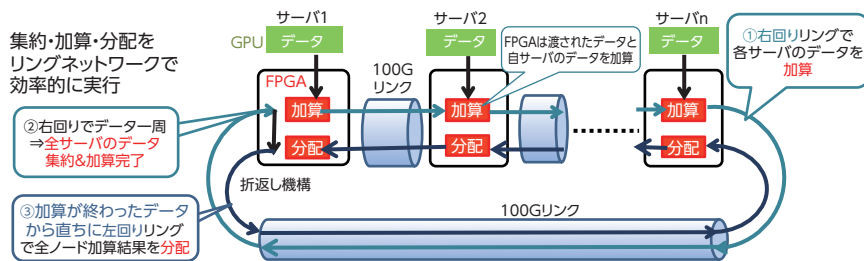 集約・加算・分配を
リングネットワークで
効率的に実行
サーバ1
GPU
データ
サーバ2
データ
サーバn
データ
FPGAは渡されたデータと
自サーバのデータを加算
①右回りリングで
各サーバのデータを
加算
100G
リンク
FPGA
加算
加算
加算
②右回りでデータ一周
⇒全サーバのデータ
集約&加算完了
分配
分配
分配
折返し機構
③加算が終わったデータ
から直ちに左回りリング
で全ノード加算結果を分配
100Gリンク